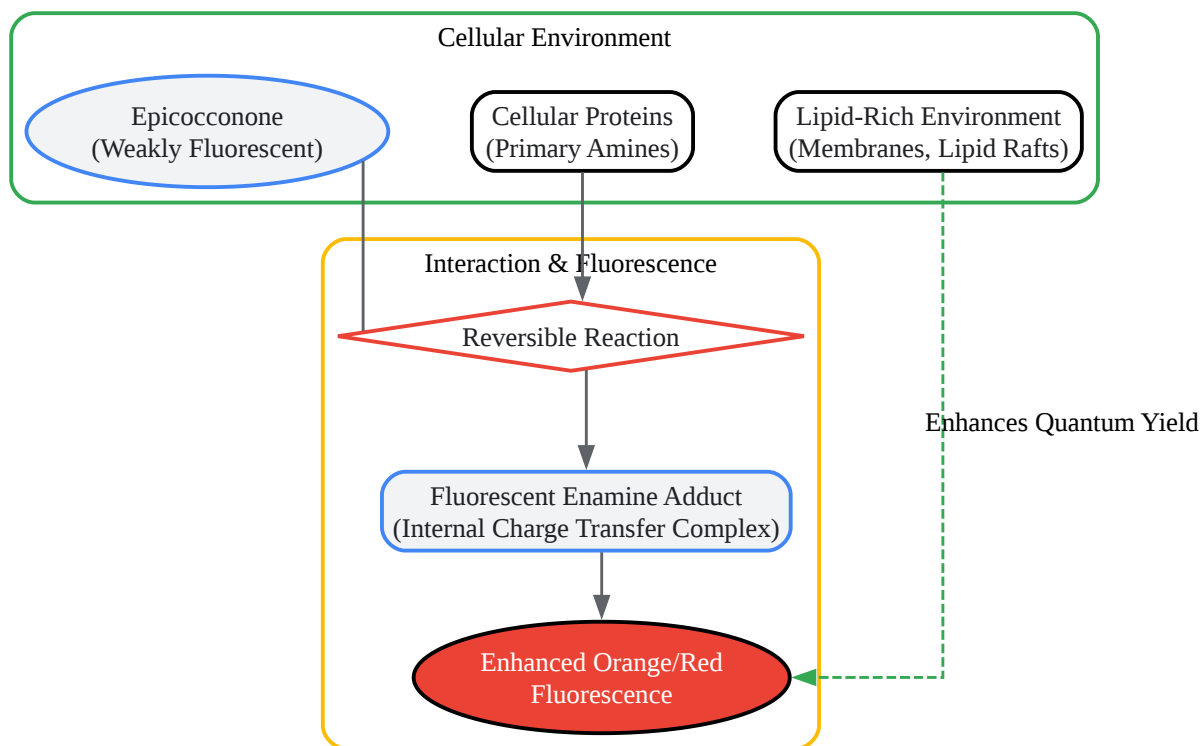 Cellular Environment
Epicocconone
(Weakly Fluorescent)
Cellular Proteins
(Primary Amines)
Lipid-Rich Environment
(Membranes, Lipid Rafts)
Interaction & Fluorescence
Reversible Reaction
Enhances Quantum Yield
Fluorescent Enamine Adduct
(Internal Charge Transfer Complex)
Enhanced Orange/Red
Fluorescence